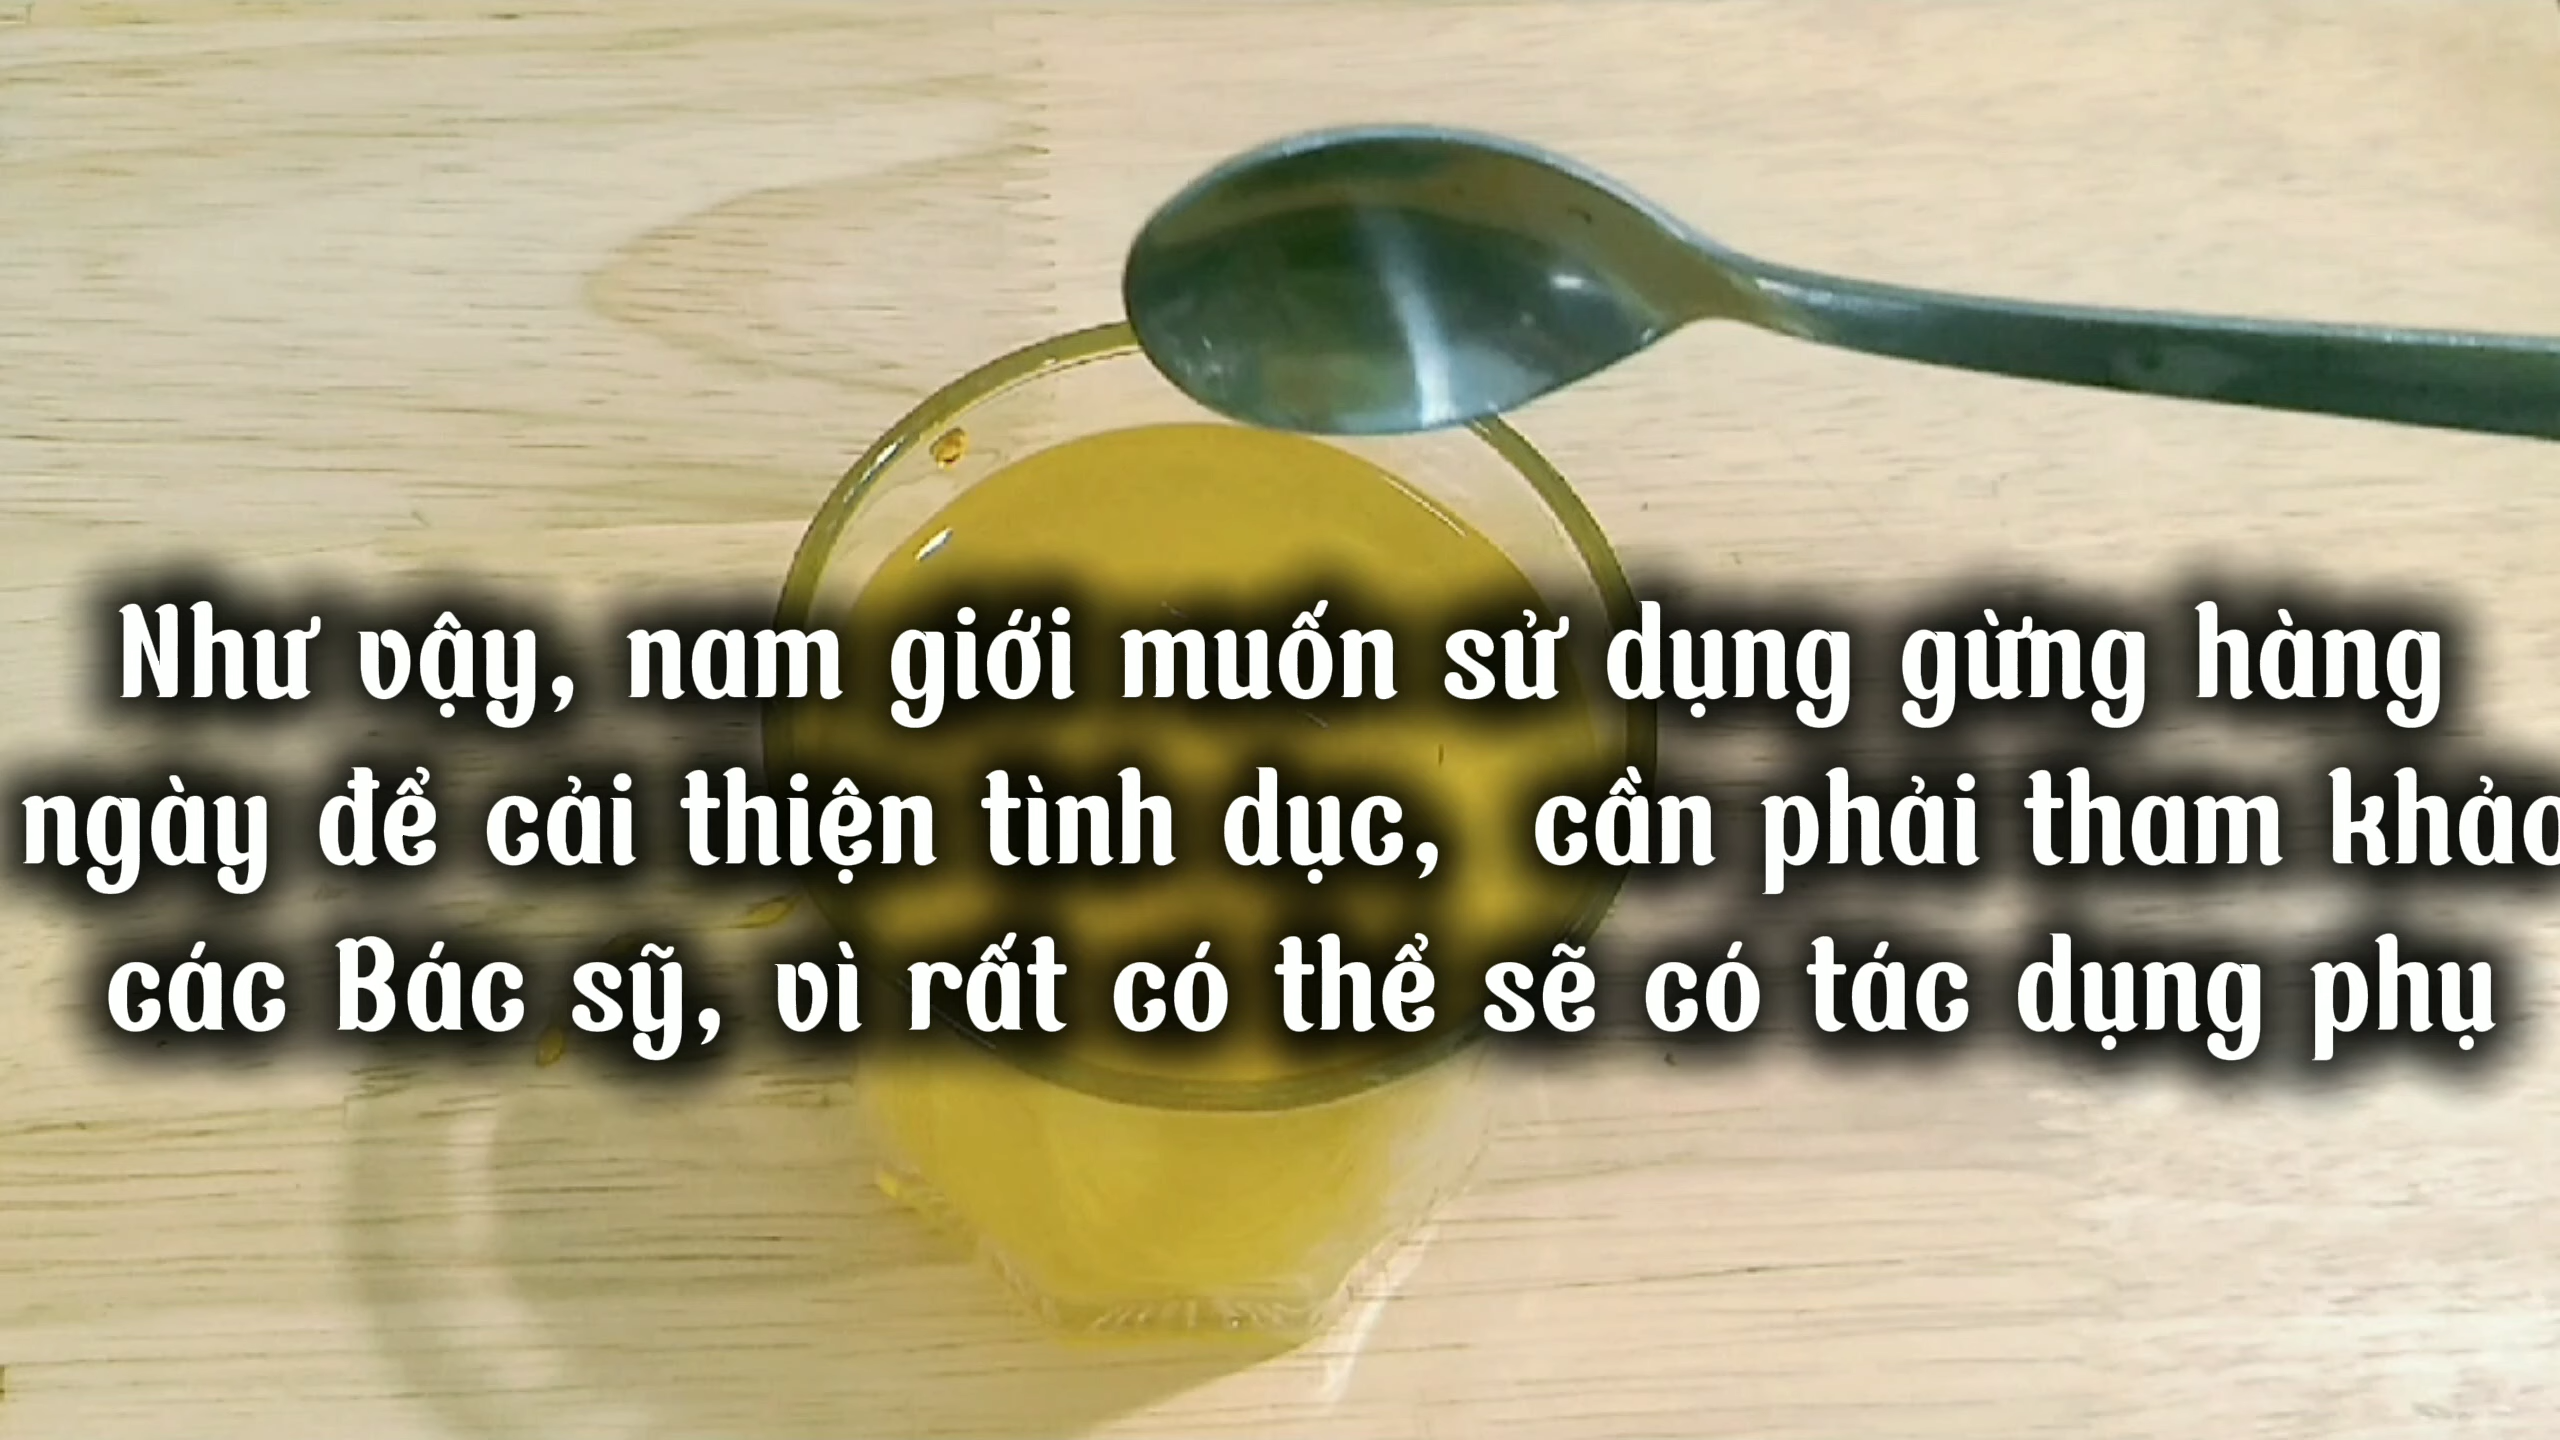 Như vậy, nam giới muốn sử dụng gừng hàng
ngày để cải thiện tình dục, cần phải tham khảo
các Bác sỹ, vì rất có thể sẽ có tác dụng phụ